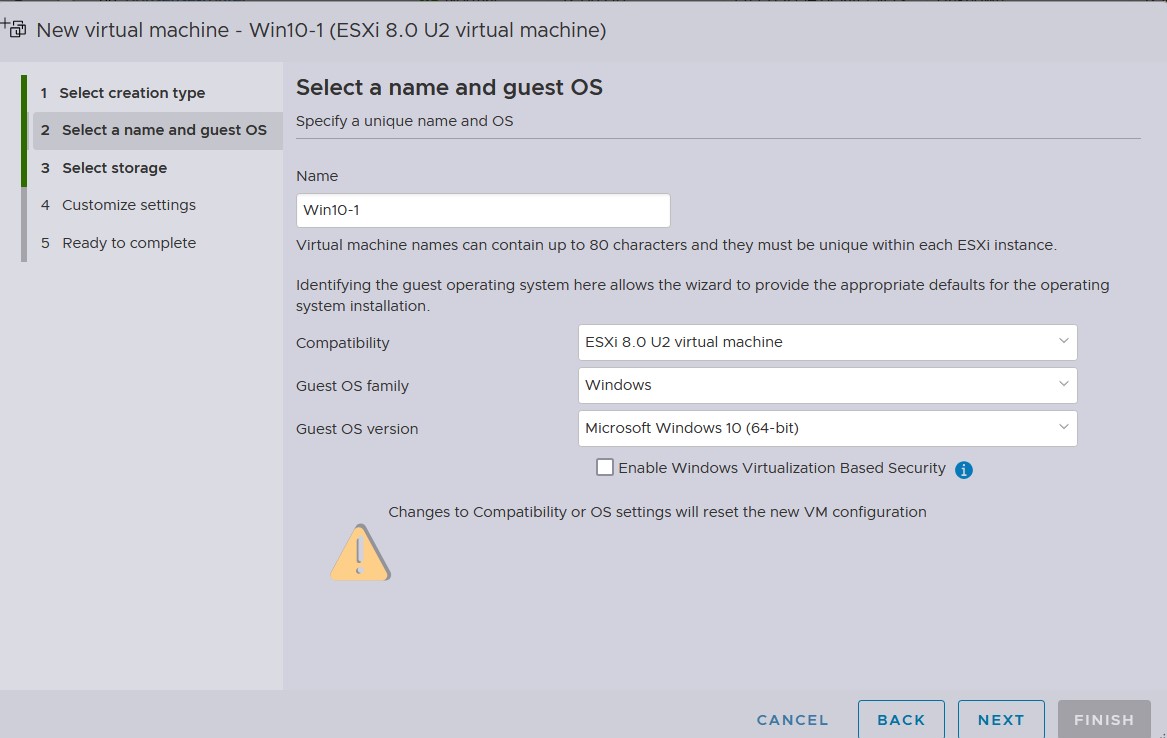 New virtual machine - Win10-1 (ESXi 8.0 U2 virtual machine)
1 Select creation type
2 Select a name and guest OS
3 Select storage
4 Customize settings
5 Ready to complete
Select a name and guest OS
Specify a unique name and OS
Name
Win10-1
Virtual machine names can contain up to 80 characters and they must be unique within each ESXi instance.
Identifying the guest operating system here allows the wizard to provide the appropriate defaults for the operating
system installation.
Compatibility
ESXi 8.0 U2 virtual machine
Guest OS family
Windows
Guest OS version
Microsoft Windows 10 (64-bit)
Enable Windows Virtualization Based Security
Changes to Compatibility or OS settings will reset the new VM configuration
CANCEL
BACK
NEXT
FINISH